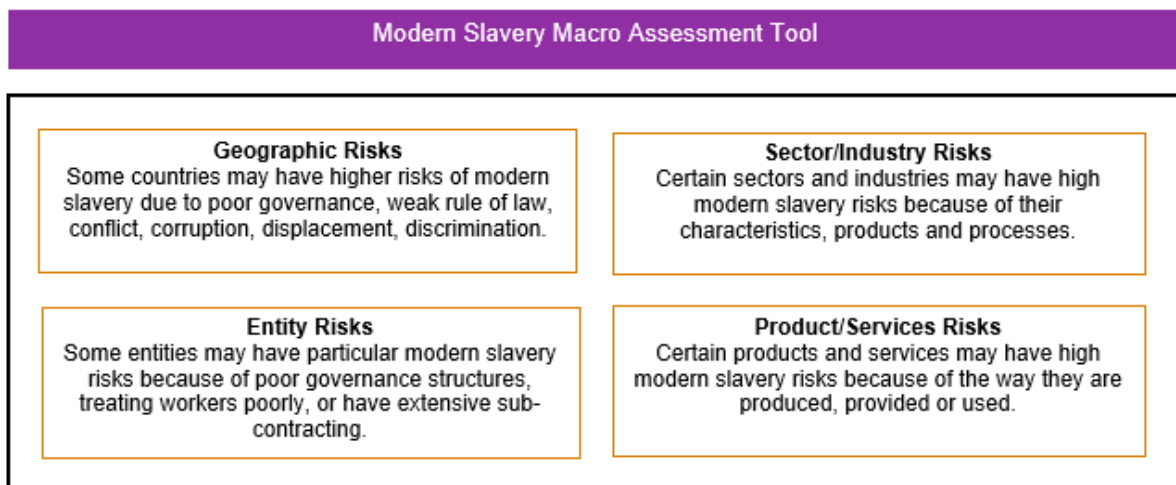 Modern Slavery Macro Assessment Tool
Geographic Risks
Some countries may have higher risks of modern
slavery due to poor governance, weak rule of law,
conflict, corruption, displacement, discrimination.
Sector/Industry Risks
Certain sectors and industries may have high
modern slavery risks because of their
characteristics, products and processes.
Entity Risks
Some entities may have particular modern slavery
risks because of poor governance structures,
treating workers poorly, or have extensive sub-
contracting.
Product/Services Risks
Certain products and services may have high
modern slavery risks because of the way they are
produced, provided or used.